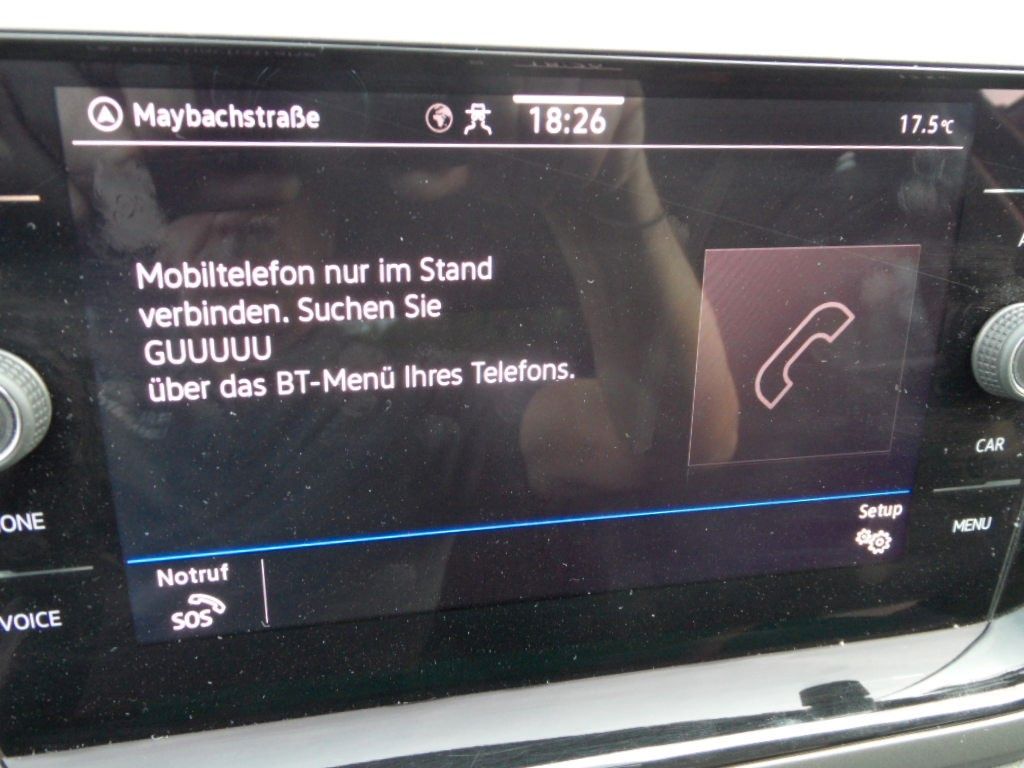 Maybachstraße 18:26 17.5°C
Mobiltelefon nur im Stand
verbinden. Suchen Sie
GUUUUU
über das BT-Menü Ihres Telefons.
CAR
Setup
MENU
ONE
Notruf
SOS
VOICE